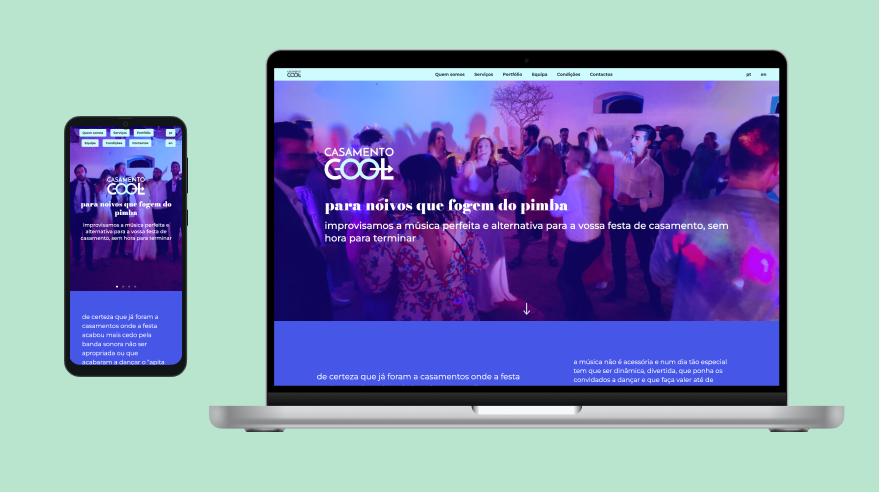 Quem somos
Serviços
Portfólio
pt
Equipa
Condições
Contactos
en
CASAMENTO
COOL
para noivos que fogem do
pimba
improvisamos a música perfeita e
alternativa para a vossa festa de
casamento, sem hora para terminar
de certeza que já foram a
casamentos onde a festa
acabou mais cedo pela
banda sonora não ser
apropriada ou que
acabaram a dançar o "apita
CASAMENTO
COOL
Quem somos
Serviços
Portfólio
Equipa
Condições
Contactos
pt
en
CASAMENTO
COOL
para noivos que fogem do pimba
improvisamos a música perfeita e alternativa para a vossa festa de casamento, sem
hora para terminar
de certeza que já foram a casamentos onde a festa
a música não é acessória e num dia tão especial
tem que ser dinâmica, divertida, que ponha os
convidados a dançar e que faça valer até de